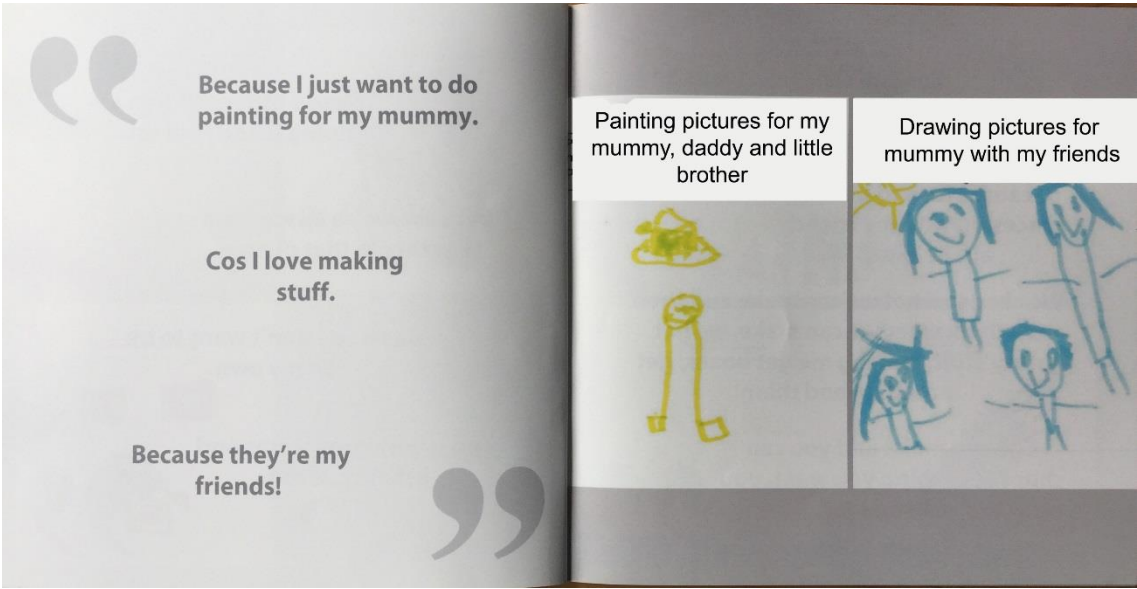 Because I just want to do
painting for my mummy.
Cos I love making
stuff.
Because they're my
friends!
Painting pictures for my
mummy, daddy and little
brother
Drawing pictures for
mummy with my friends